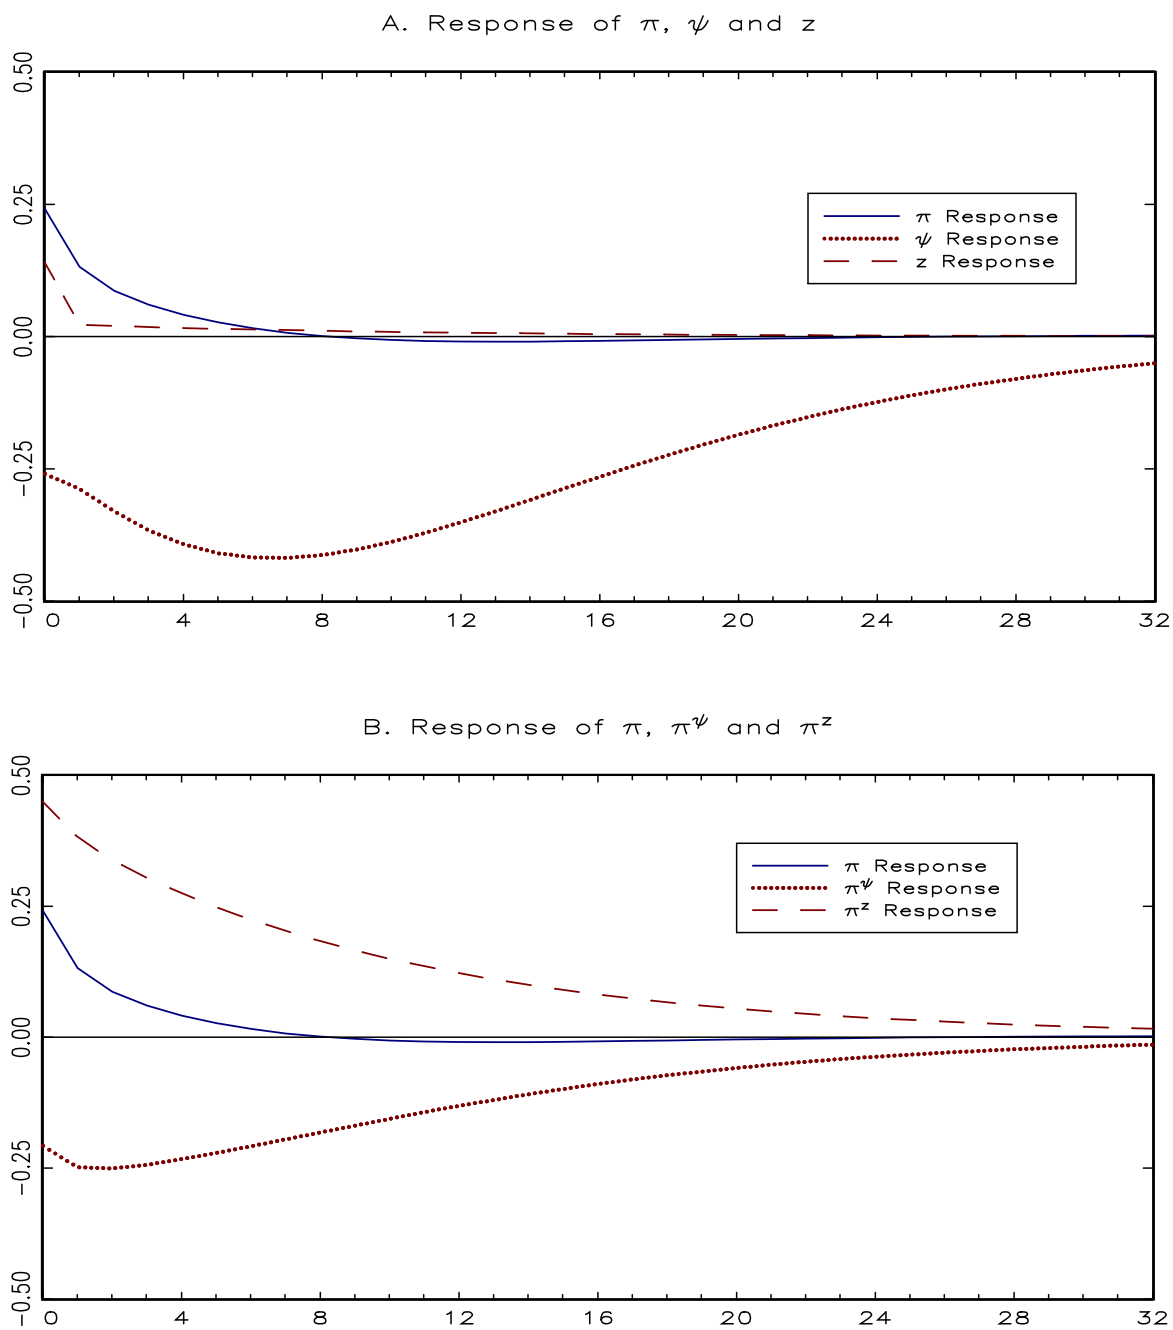 A. Response of π, ψ and z
0.50
0.25
0.00
−0.25
−0.50
π Response
ψ Response
z Response
0 4 8 12 16 20 24 28 32
B. Response of π, π^ψ and π^z
0.50
0.25
0.00
−0.25
−0.50
π Response
π^ψ Response
π^z Response
0 4 8 12 16 20 24 28 32